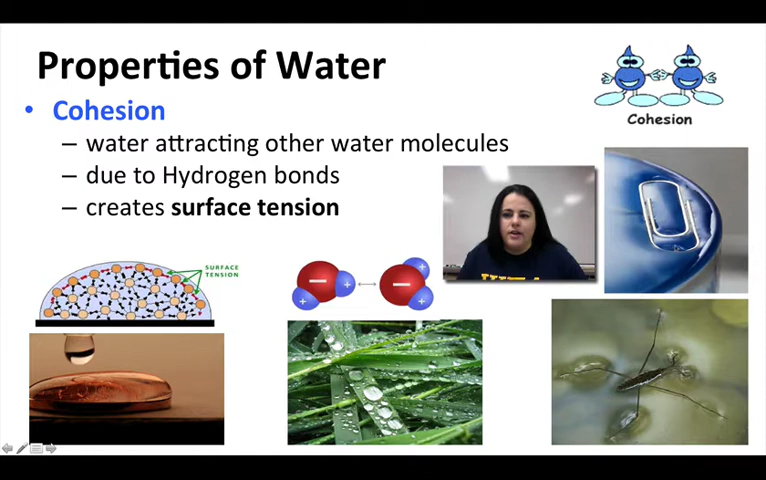 Properties of Water
• Cohesion
– water attracting other water molecules
– due to Hydrogen bonds
– creates surface tension
Cohesion
SURFACE
TENSION